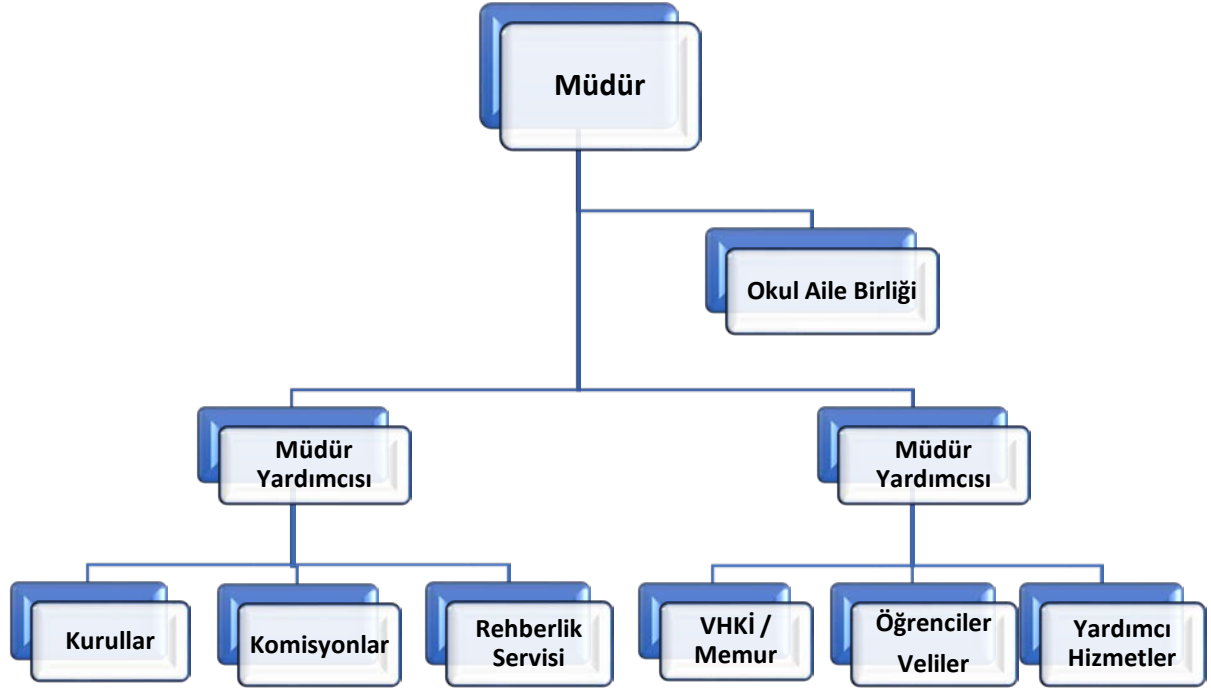 Müdür
Okul Aile Birliği
Müdür
Yardımcısı
Müdür
Yardımcısı
Kurullar
Komisyonlar
Rehberlik
Servisi
VHKİ /
Memur
Öğrenciler
Veliler
Yardımcı
Hizmetler